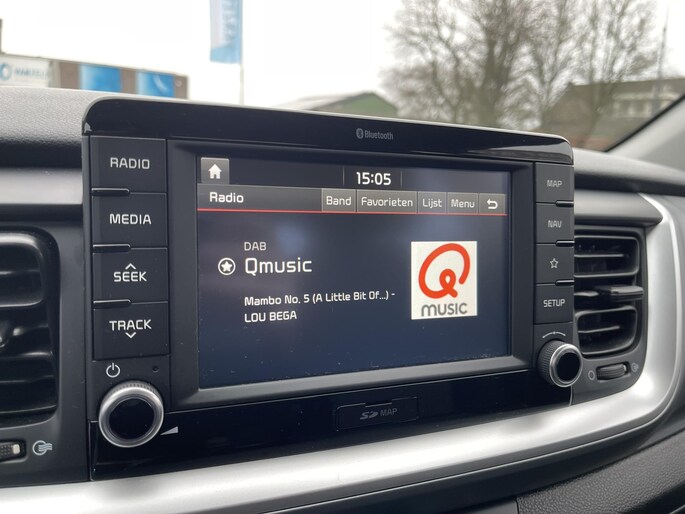 Bluetooth
RADIO
MEDIA
SEEK
TRACK
15:05
Radio Band Favorieten Lijst Menu
DAB
Qmusic
Mambo No. 5 (A Little Bit Of...) -
LOU BEGA
Q
MUSIC
MAP
NAV
SETUP
SD MAP